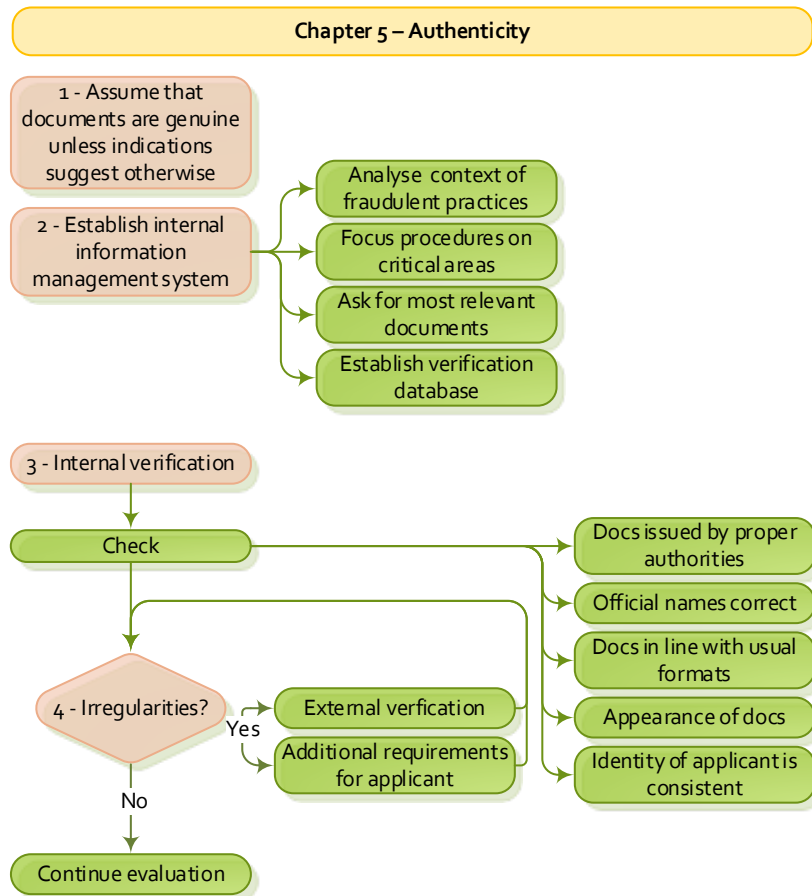 Chapter 5 – Authenticity
1 - Assume that
documents are genuine
unless indications
suggest otherwise
2 - Establish internal
information
management system
Analyse context of
fraudulent practices
Focus procedures on
critical areas
Ask for most relevant
documents
Establish verification
database
3 - Internal verification
Check
Docs issued by proper
authorities
Official names correct
Docs in line with usual
formats
Appearance of docs
Identity of applicant is
consistent
4 - Irregularities?
Yes
External verfication
Additional requirements
for applicant
No
Continue evaluation